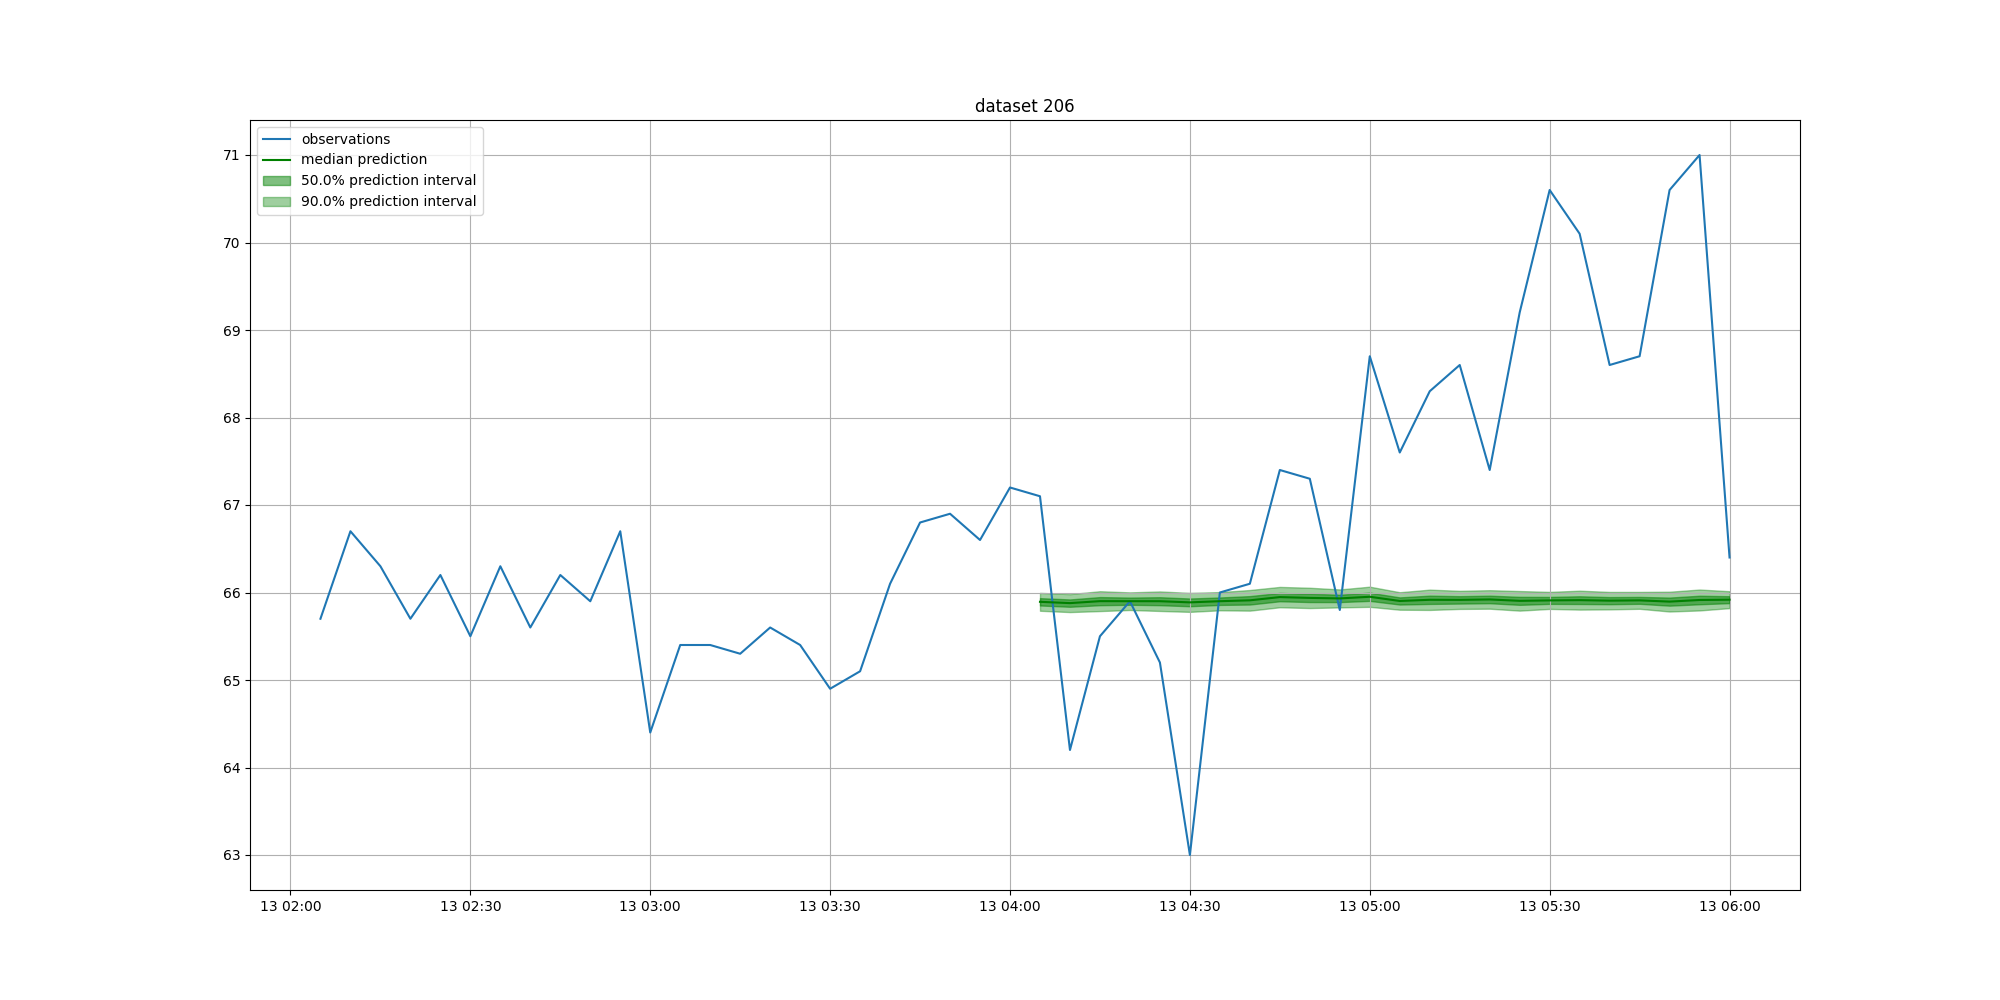 dataset 206
observations
median prediction
50.0% prediction interval
90.0% prediction interval
71
70
69
68
67
66
65
64
63
13 02:00 13 02:30 13 03:00 13 03:30 13 04:00 13 04:30 13 05:00 13 05:30 13 06:00